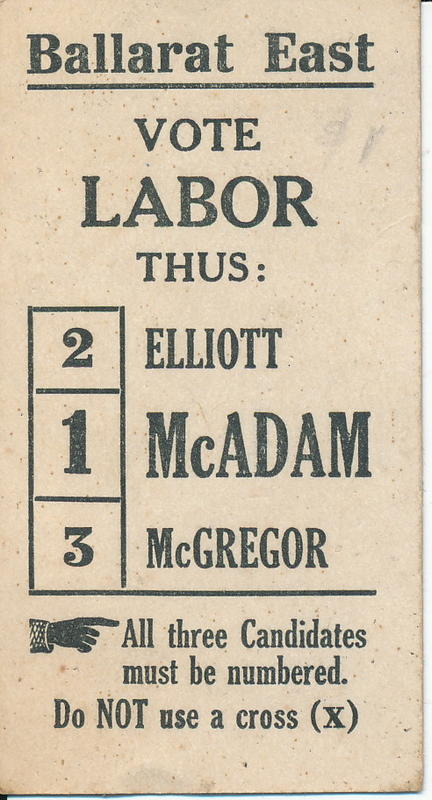 Ballarat East
VOTE
LABOR
THUS:
2 ELLIOTT
1 McADAM
3 McGREGOR
All three Candidates
must be numbered.
Do NOT use a cross (X)